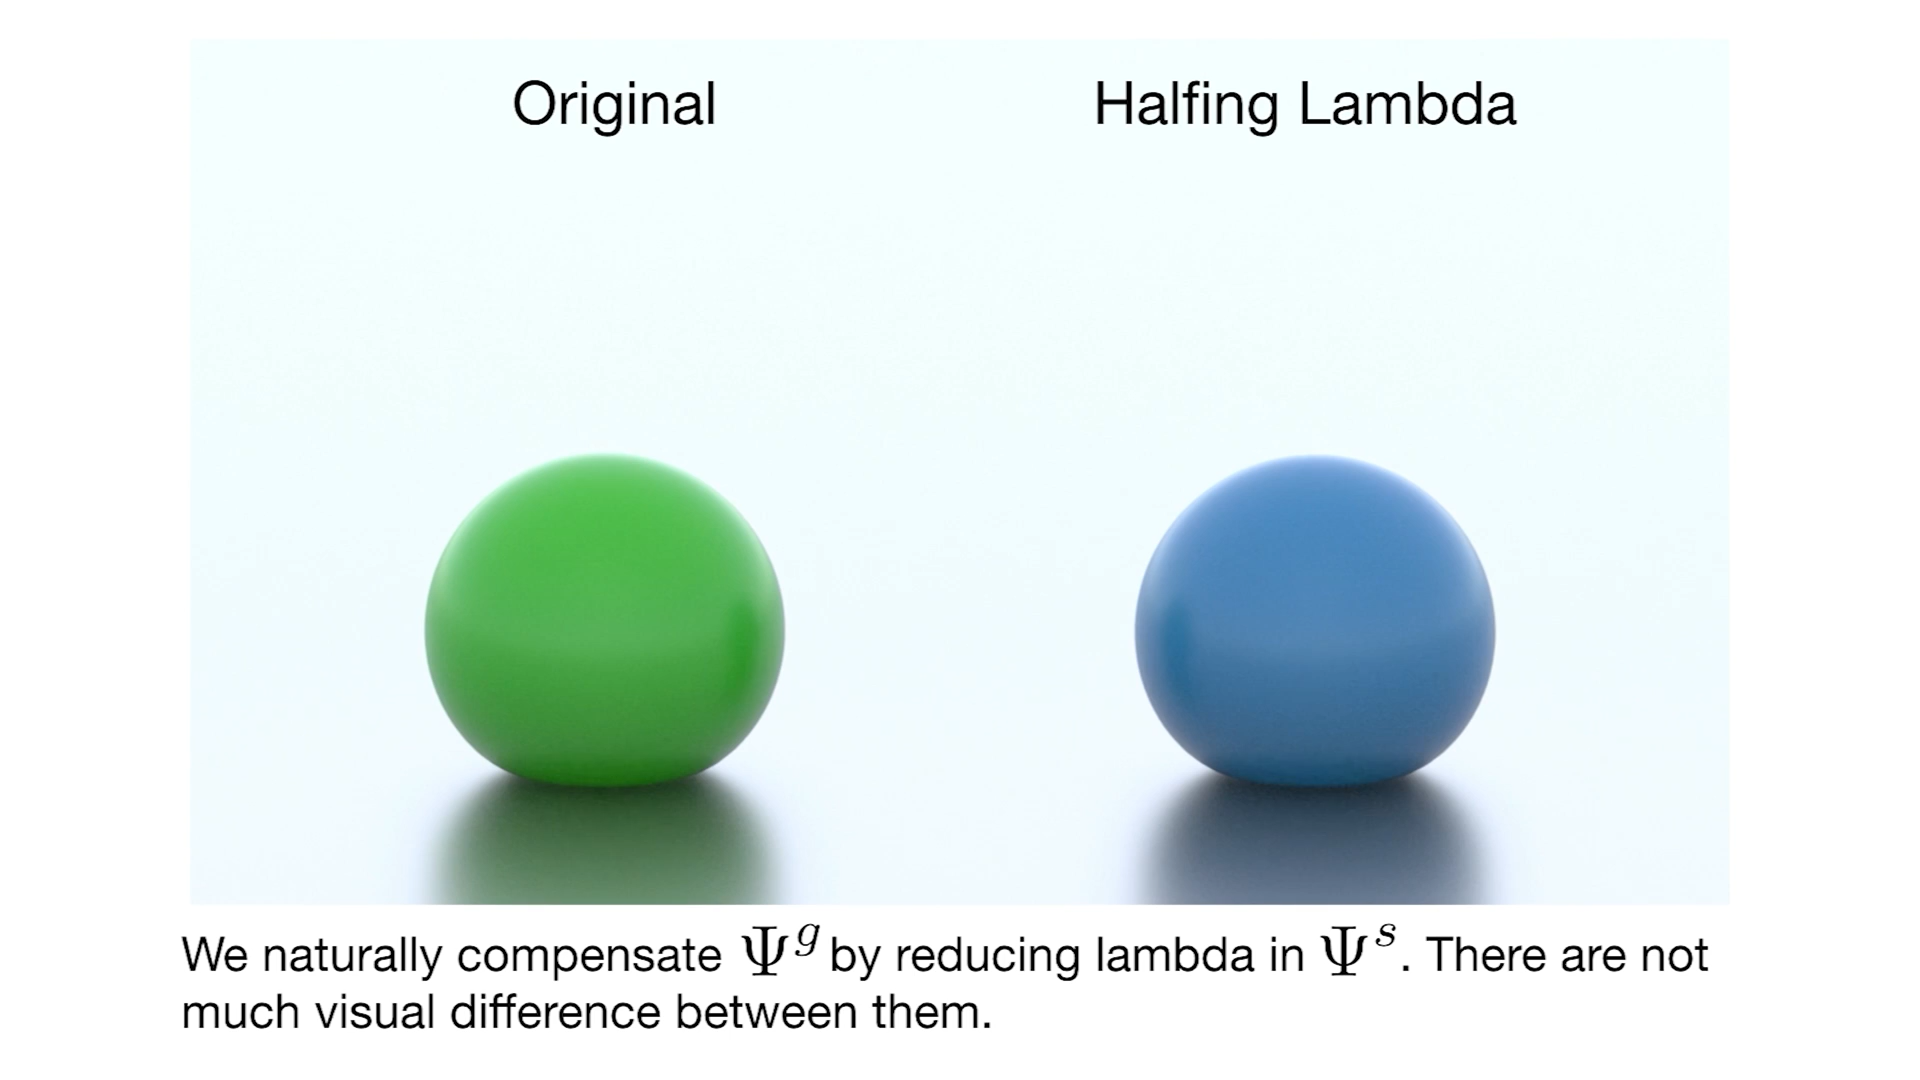 Original
Halfing Lambda
We naturally compensate Ψ^g by reducing lambda in Ψ^s. There are not
much visual difference between them.